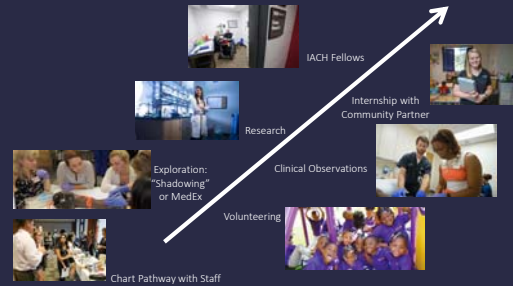 IACH Fellows
Internship with
Community Partner
Research
Exploration:
"Shadowing"
or MedEx
Clinical Observations
Volunteering
Chart Pathway with Staff